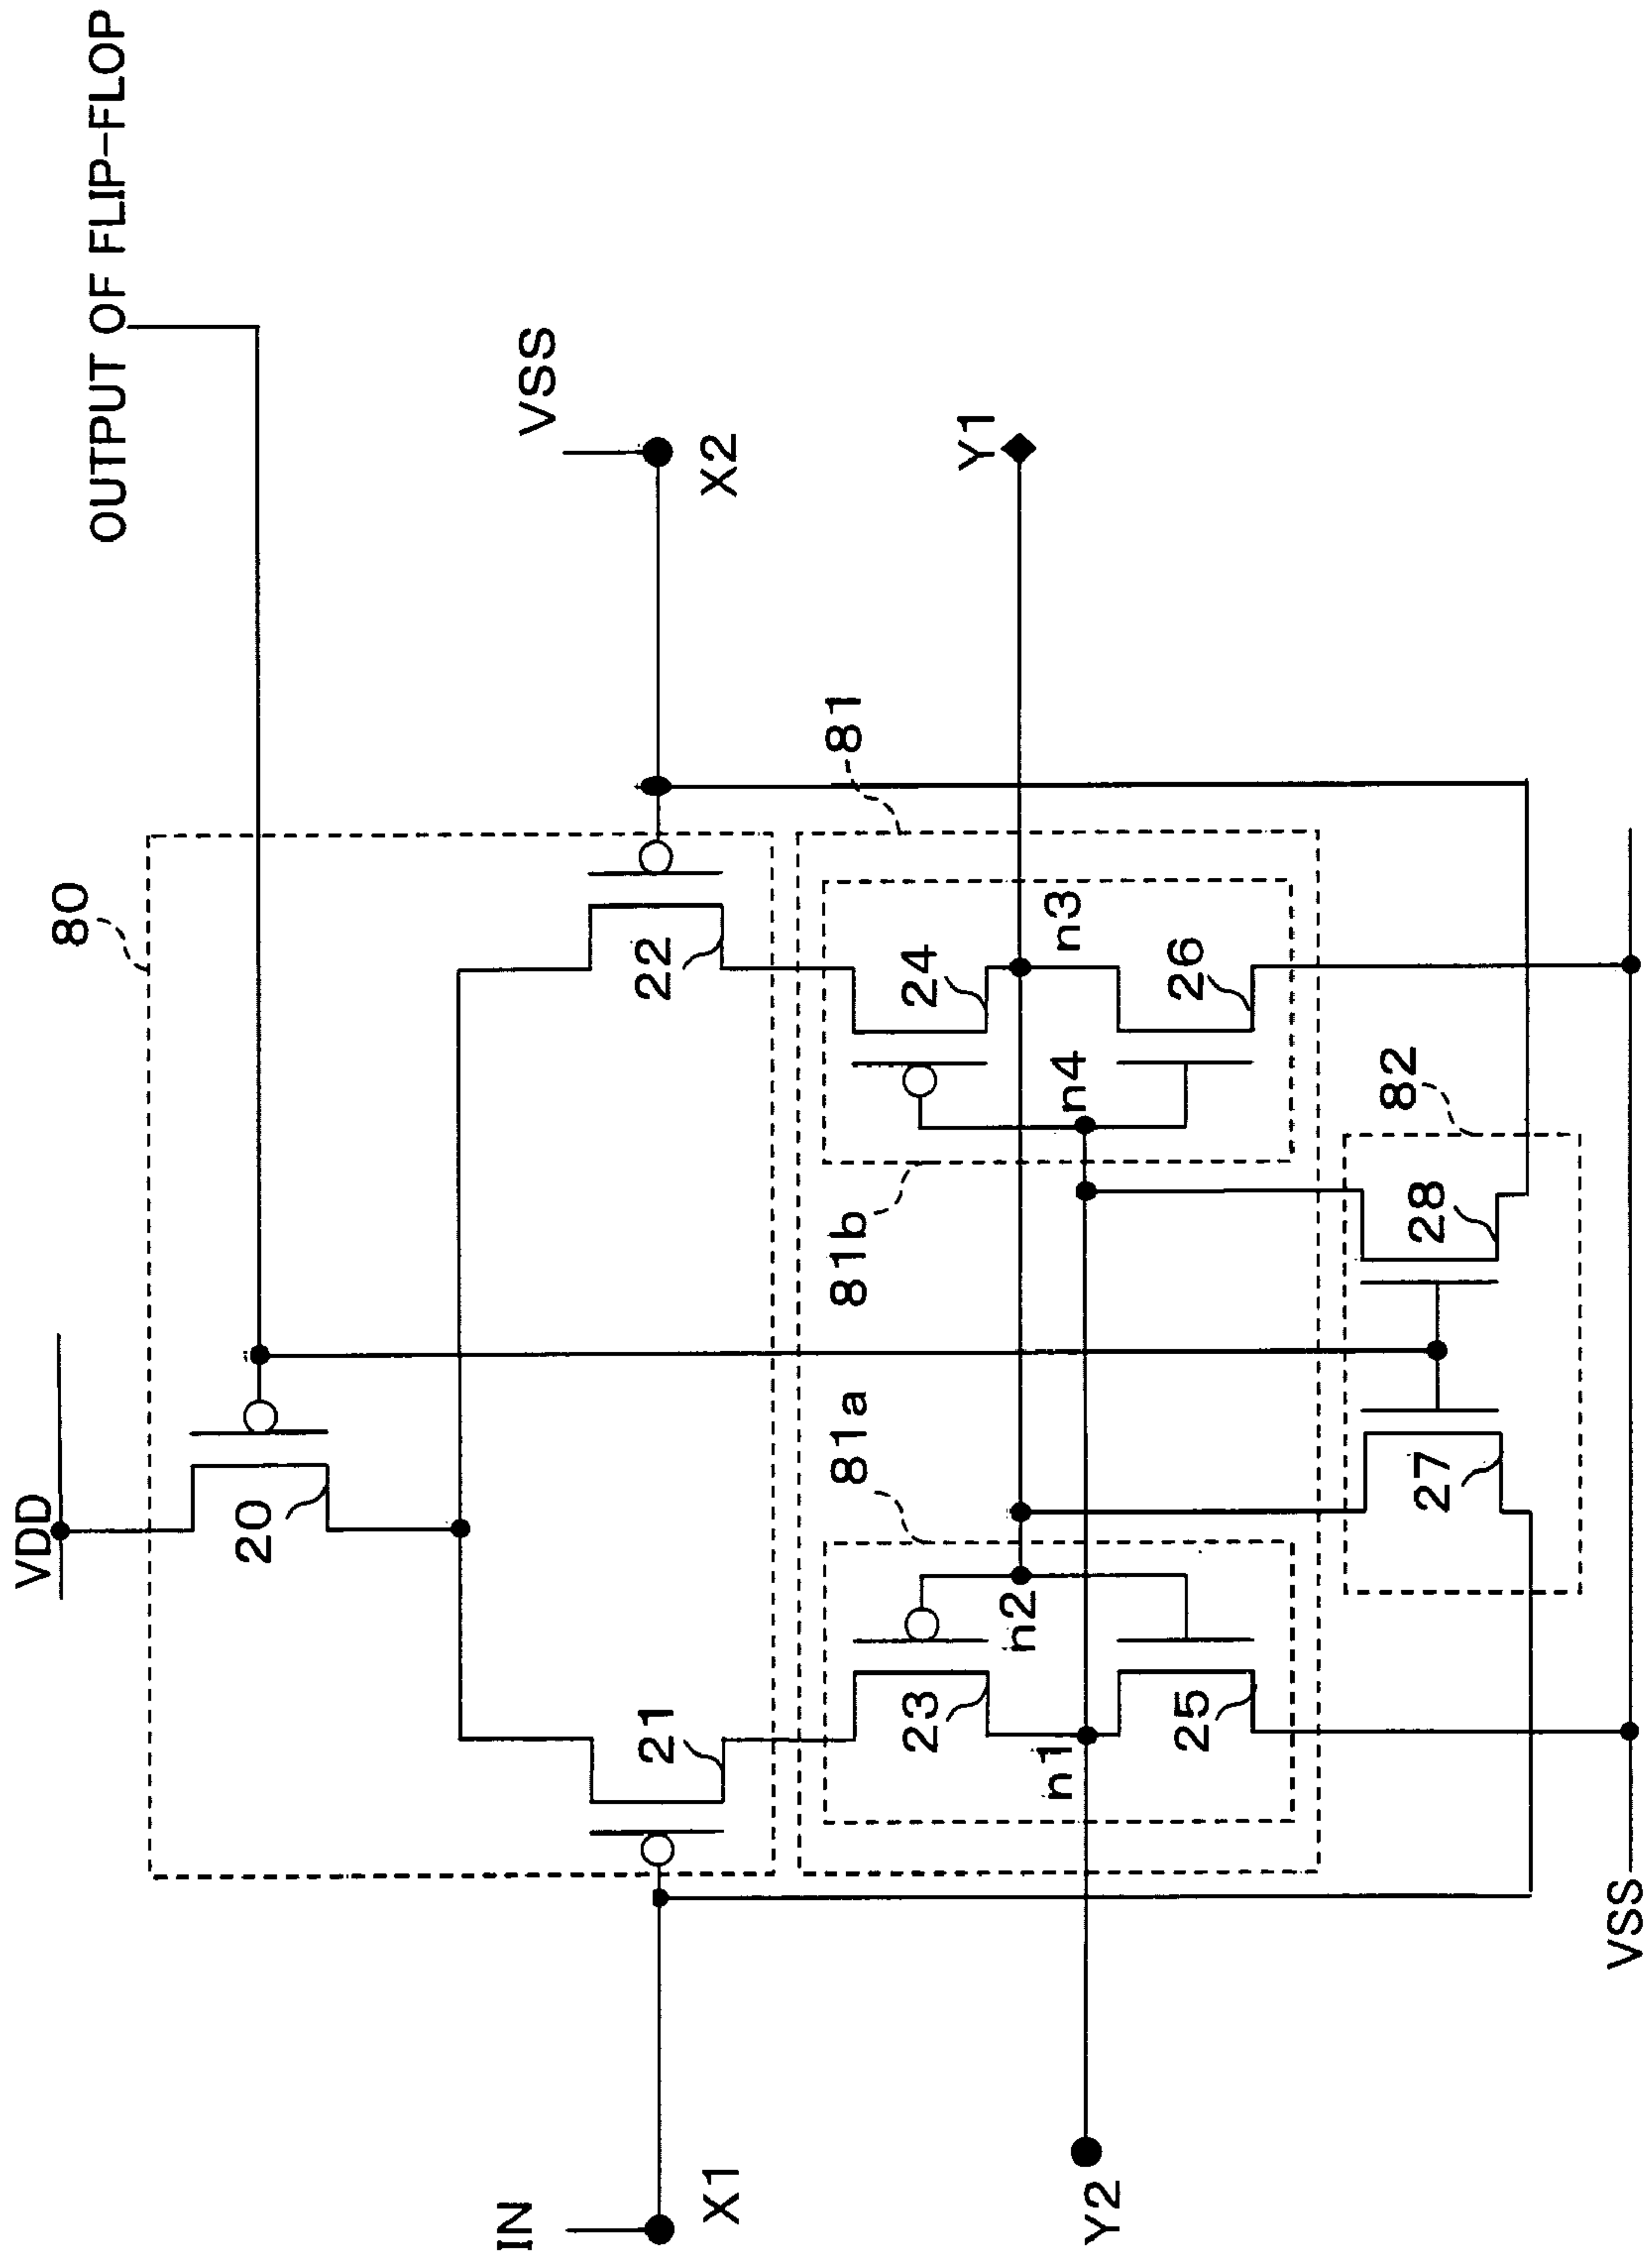 OUTPUT OF FLIP-FLOP
VDD
80
20
IN
X1
21
22
VSS
X2
81
81a
81b
23
24
n2
n4
n3
Y1
Y2
n1
25
26
82
27
28
VSS